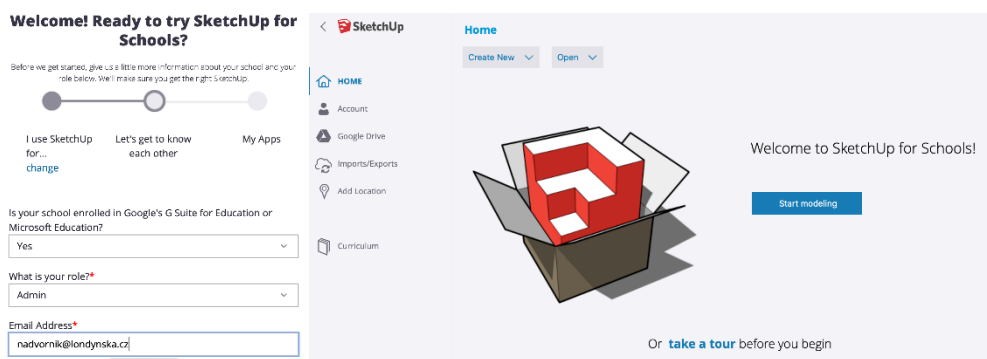 Welcome! Ready to try SketchUp for
Schools?
Before we get started, give us a little more information about your school and your
role below. We'll make sure you get the right SketchUp.
I use SketchUp
for...
change
Let's get to know
each other
My Apps
Is your school enrolled in Google's G Suite for Education or
Microsoft Education?
Yes
What is your role?*
Admin
Email Address*
nadvornik@londynska.cz
SketchUp
HOME
Account
Google Drive
Imports/Exports
Add Location
Curriculum
Home
Create New
Open
Welcome to SketchUp for Schools!
Start modeling
Or take a tour before you begin